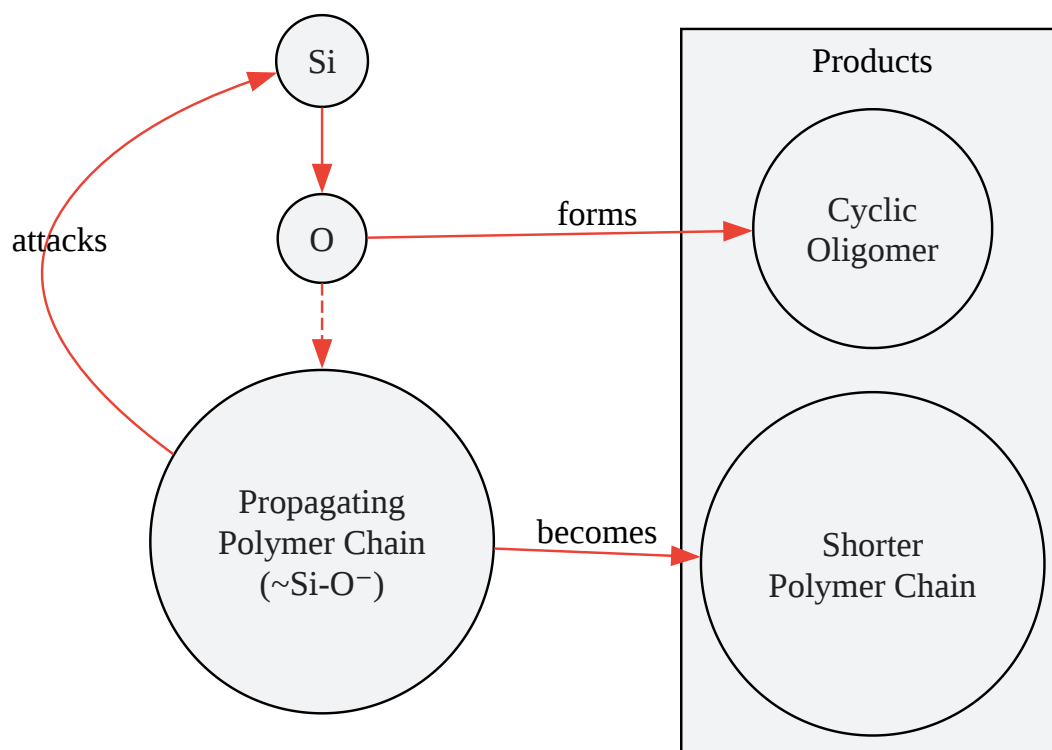 Si
Products
Cyclic
Oligomer
forms
O
attacks
Propagating
Polymer Chain
(~Si-O⁻)
becomes
Shorter
Polymer Chain